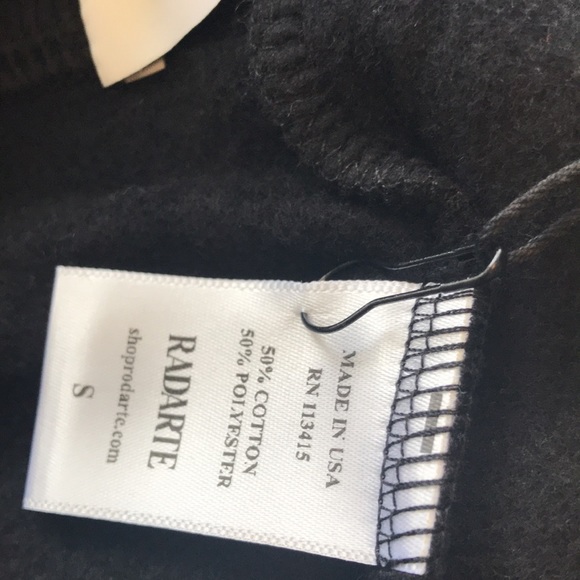 MADE IN USA
RN 113415
50% COTTON
50% POLYESTER
RADARTE
shoprodarte.com
S